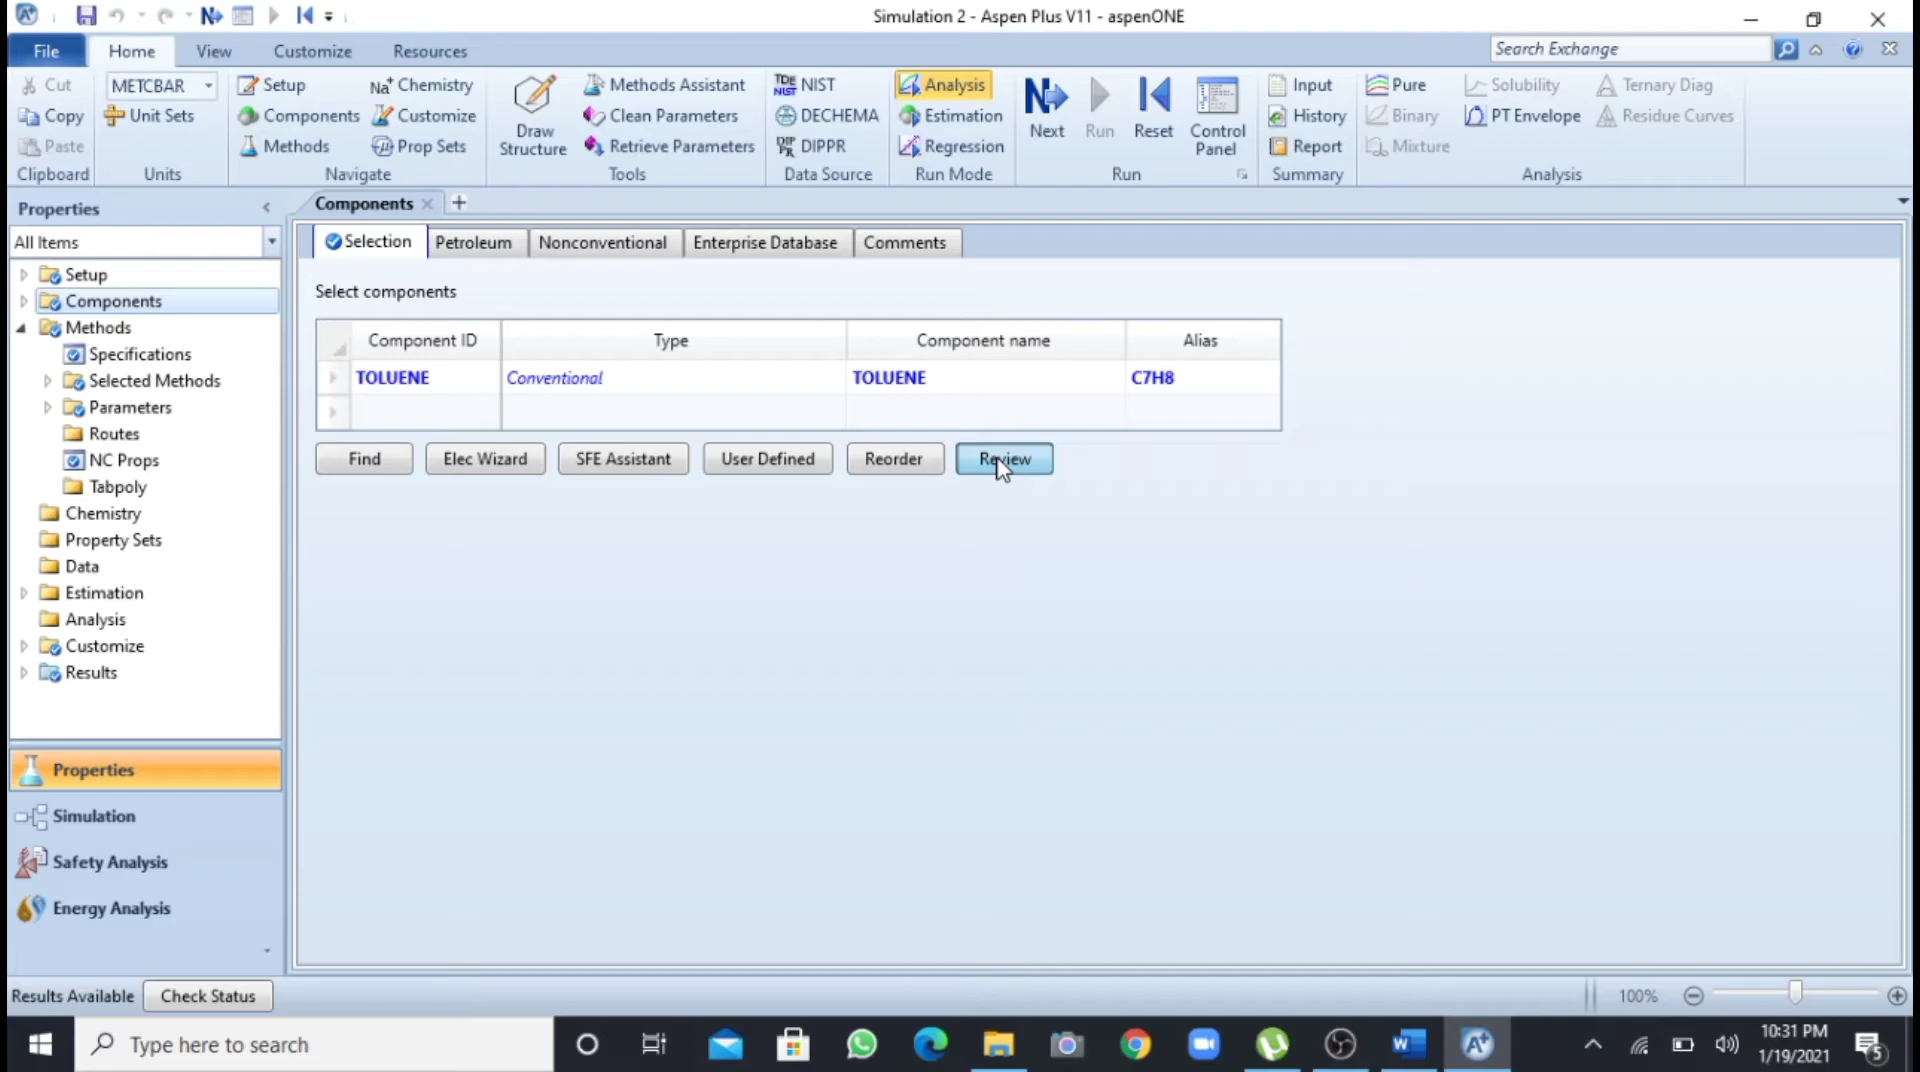 Simulation 2 - Aspen Plus V11 - aspenONE
File Home View Customize Resources Search Exchange
Cut METCBAR Setup Na+ Chemistry Methods Assistant NIST Analysis Input Pure Solubility Ternary Diag
Copy Unit Sets Components Customize Clean Parameters DECHEMA Estimation History Binary PT Envelope Residue Curves
Paste Methods Prop Sets Draw Structure Retrieve Parameters DIPPR Regression Next Run Reset Control Panel Report Mixture
Clipboard Units Navigate Tools Data Source Run Mode Run Summary Analysis
Properties
Components
All Items
Selection Petroleum Nonconventional Enterprise Database Comments
Setup
Components
Methods
Specifications
Selected Methods
Parameters
Routes
NC Props
Tabpoly
Chemistry
Property Sets
Data
Estimation
Analysis
Customize
Results
Select components
Component ID Type Component name Alias
TOLUENE Conventional TOLUENE C7H8
Find Elec Wizard SFE Assistant User Defined Reorder Review
Properties
Simulation
Safety Analysis
Energy Analysis
Results Available Check Status 100%
Type here to search
10:31 PM
1/19/2021
5